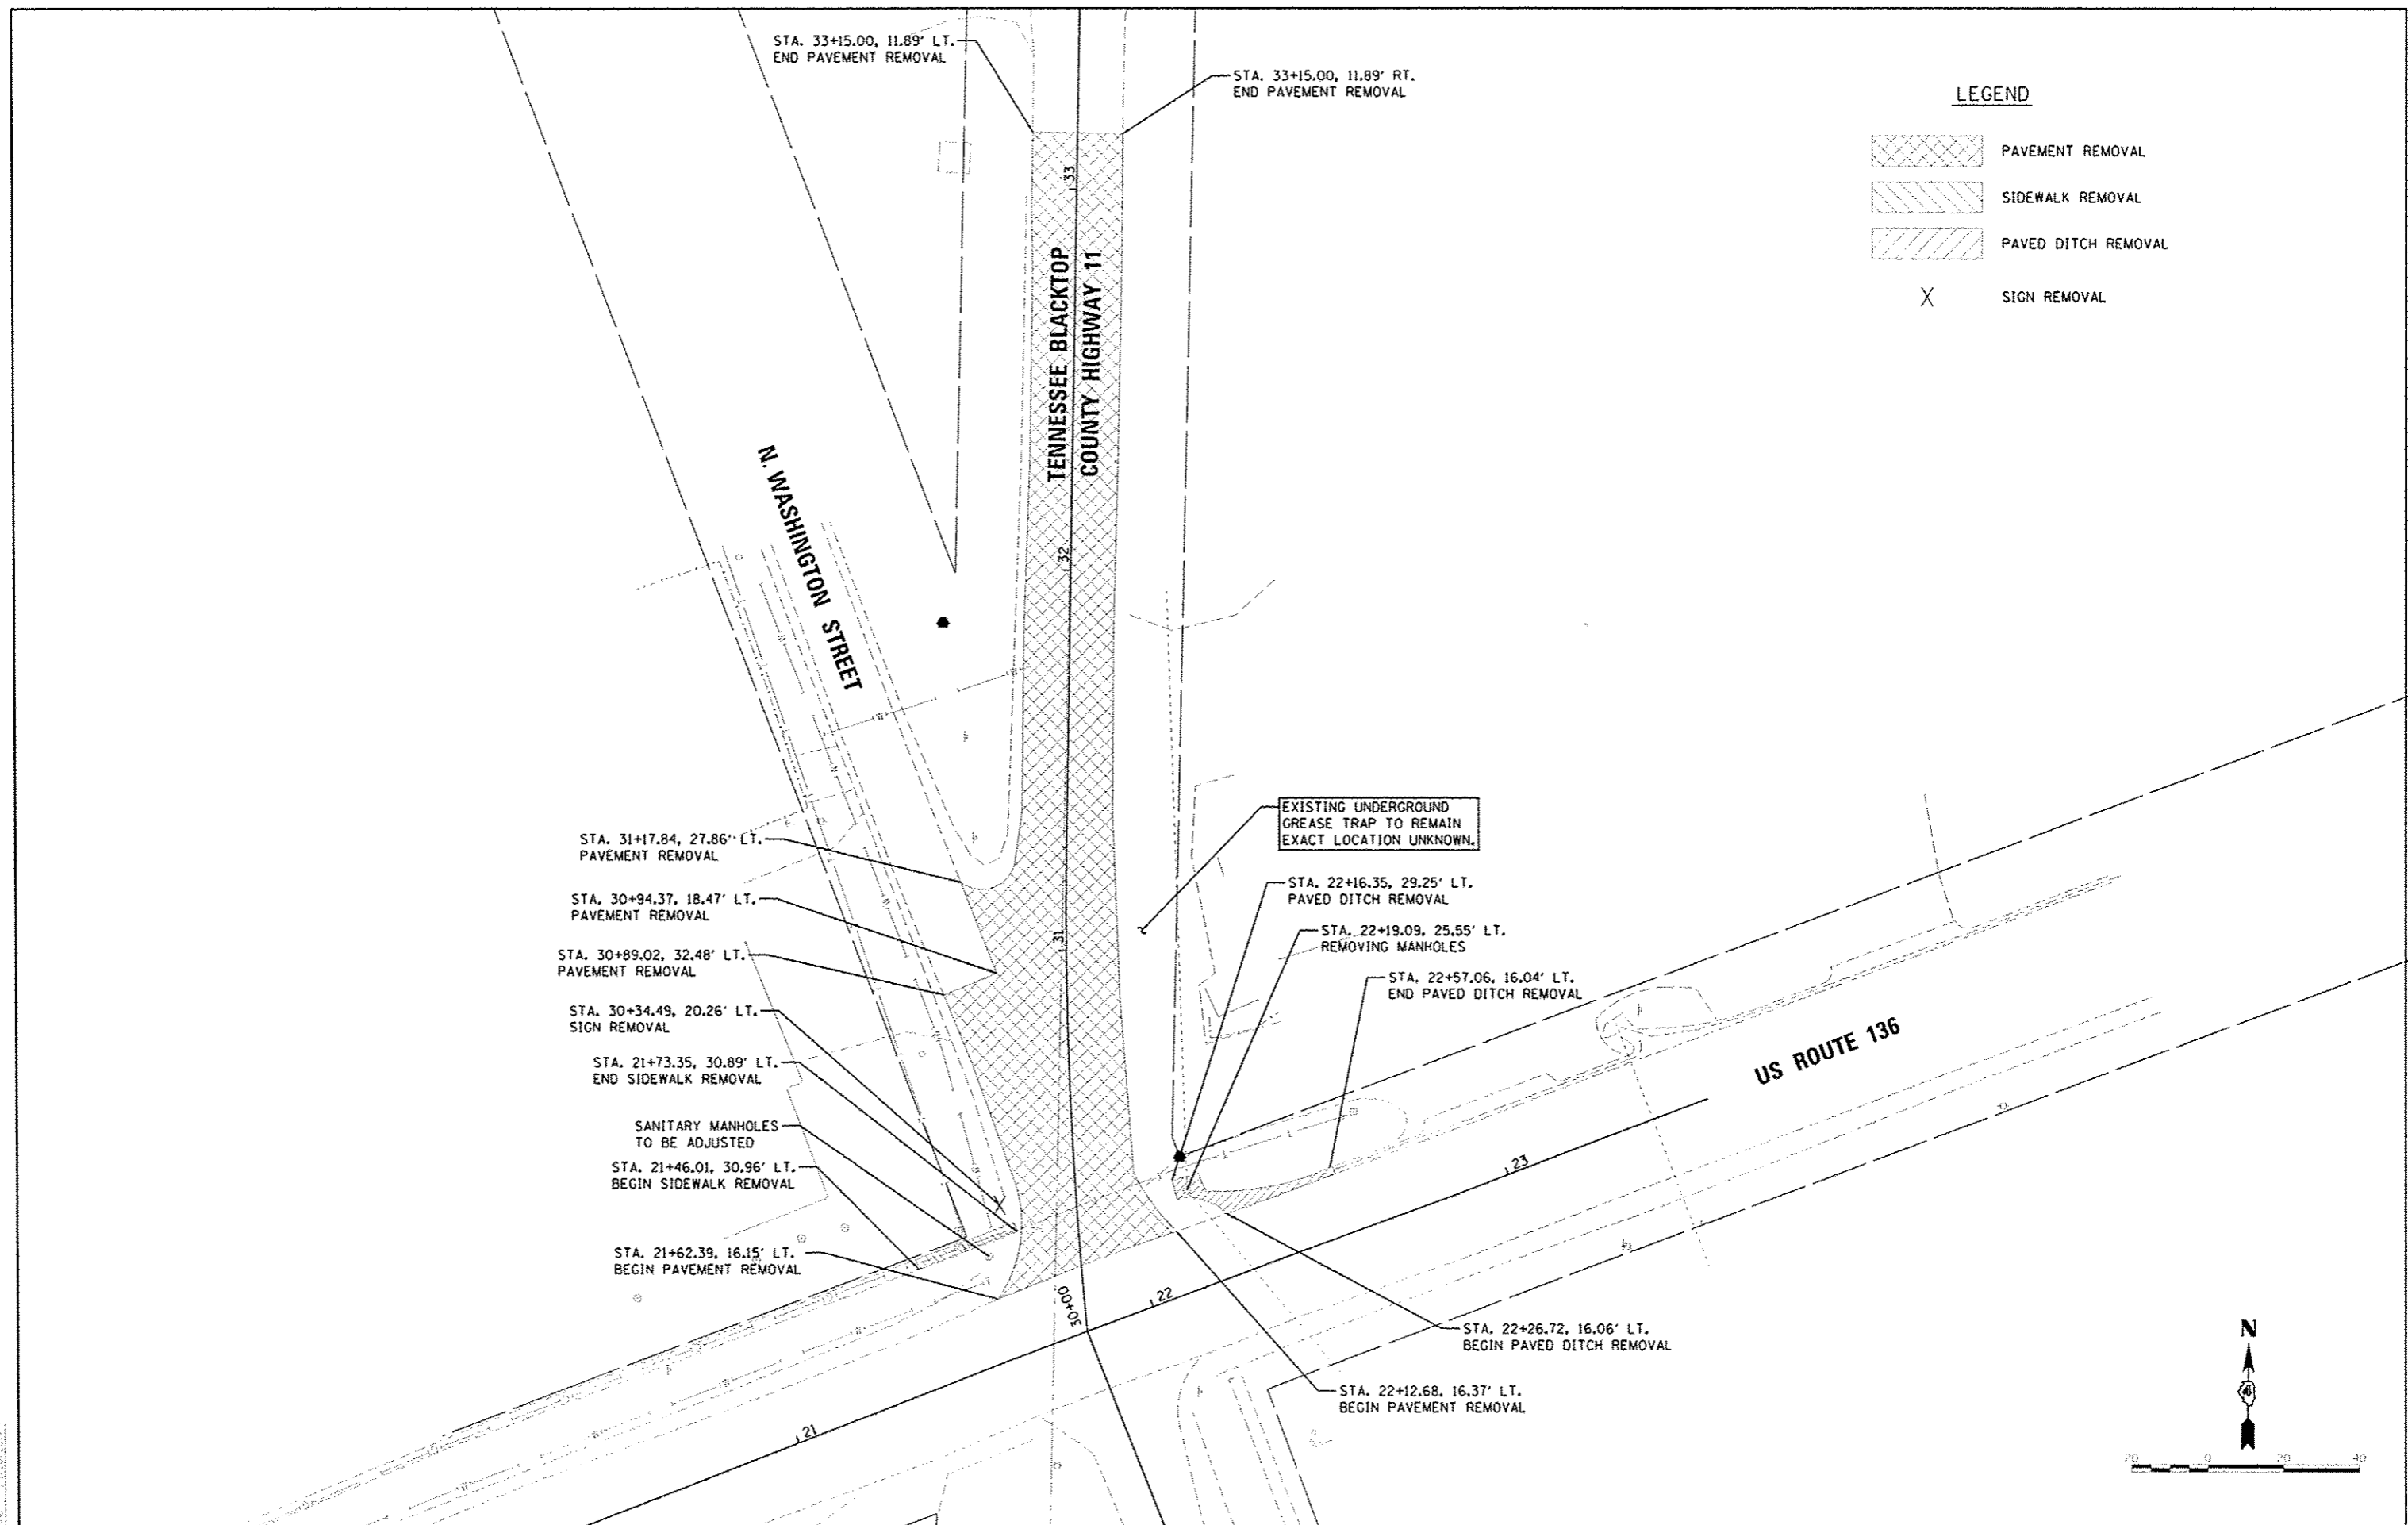 STA. 33+15.00, 11.89' LT.
END PAVEMENT REMOVAL
STA. 33+15.00, 11.89' RT.
END PAVEMENT REMOVAL
LEGEND
PAVEMENT REMOVAL
SIDEWALK REMOVAL
PAVED DITCH REMOVAL
X SIGN REMOVAL
33
TENNESSEE BLACKTOP
COUNTY HIGHWAY 11
N. WASHINGTON STREET
32
STA. 31+17.84, 27.86' LT.
PAVEMENT REMOVAL
STA. 30+94.37, 18.47' LT.
PAVEMENT REMOVAL
STA. 30+89.02, 32.48' LT.
PAVEMENT REMOVAL
STA. 30+34.49, 20.26' LT.
SIGN REMOVAL
STA. 21+73.35, 30.89' LT.
END SIDEWALK REMOVAL
SANITARY MANHOLES
TO BE ADJUSTED
STA. 21+46.01, 30.96' LT.
BEGIN SIDEWALK REMOVAL
STA. 21+62.39, 16.15' LT.
BEGIN PAVEMENT REMOVAL
31
EXISTING UNDERGROUND
GREASE TRAP TO REMAIN
EXACT LOCATION UNKNOWN.
STA. 22+16.35, 29.25' LT.
PAVED DITCH REMOVAL
STA. 22+19.09, 25.55' LT.
REMOVING MANHOLES
STA. 22+57.06, 16.04' LT.
END PAVED DITCH REMOVAL
US ROUTE 136
23
22
30+00
21
STA. 22+26.72, 16.06' LT.
BEGIN PAVED DITCH REMOVAL
STA. 22+12.68, 16.37' LT.
BEGIN PAVEMENT REMOVAL
N
20 0 20 40